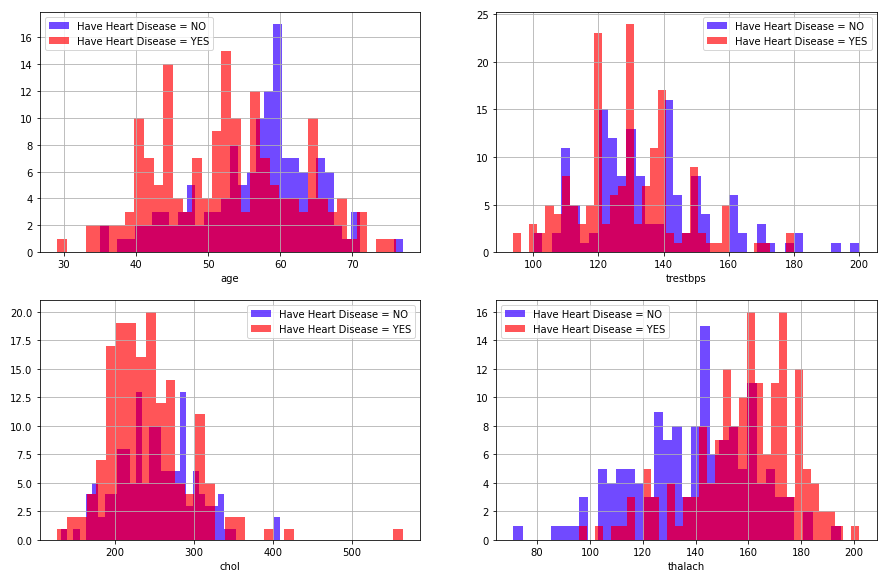 Have Heart Disease = NO
Have Heart Disease = YES
16
14
12
10
8
6
4
2
0
30 40 50 60 70
age
Have Heart Disease = NO
Have Heart Disease = YES
25
20
15
10
5
0
100 120 140 160 180 200
trestbps
Have Heart Disease = NO
Have Heart Disease = YES
20.0
17.5
15.0
12.5
10.0
7.5
5.0
2.5
0.0
200 300 400 500
chol
Have Heart Disease = NO
Have Heart Disease = YES
16
14
12
10
8
6
4
2
0
80 100 120 140 160 180 200
thalach